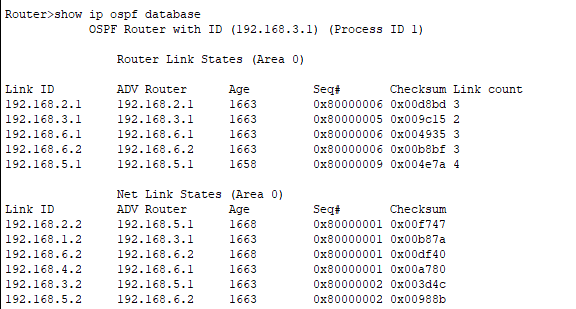 Router>show ip ospf database
OSPF Router with ID (192.168.3.1) (Process ID 1)
Router Link States (Area 0)
Link ID ADV Router Age Seq# Checksum Link count
192.168.2.1 192.168.2.1 1663 0x80000006 0x00d8bd 3
192.168.3.1 192.168.3.1 1663 0x80000005 0x009c15 2
192.168.6.1 192.168.6.1 1663 0x80000006 0x004935 3
192.168.6.2 192.168.6.2 1663 0x80000006 0x00b8bf 3
192.168.5.1 192.168.5.1 1658 0x80000009 0x004e7a 4
Net Link States (Area 0)
Link ID ADV Router Age Seq# Checksum
192.168.2.2 192.168.5.1 1668 0x80000001 0x00f747
192.168.1.2 192.168.3.1 1663 0x80000001 0x00b87a
192.168.6.2 192.168.6.2 1668 0x80000001 0x00df40
192.168.4.2 192.168.6.1 1668 0x80000001 0x00a780
192.168.3.2 192.168.5.1 1663 0x80000002 0x003d4c
192.168.5.2 192.168.6.2 1663 0x80000002 0x00988b